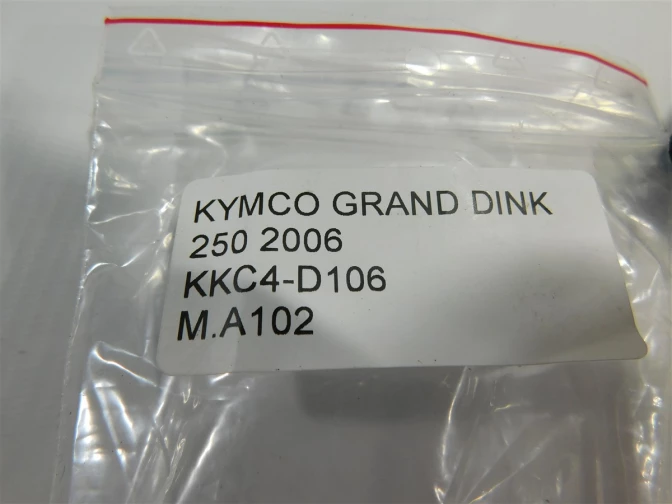 KYMCO GRAND DINK
250 2006
KKC4-D106
M.A102